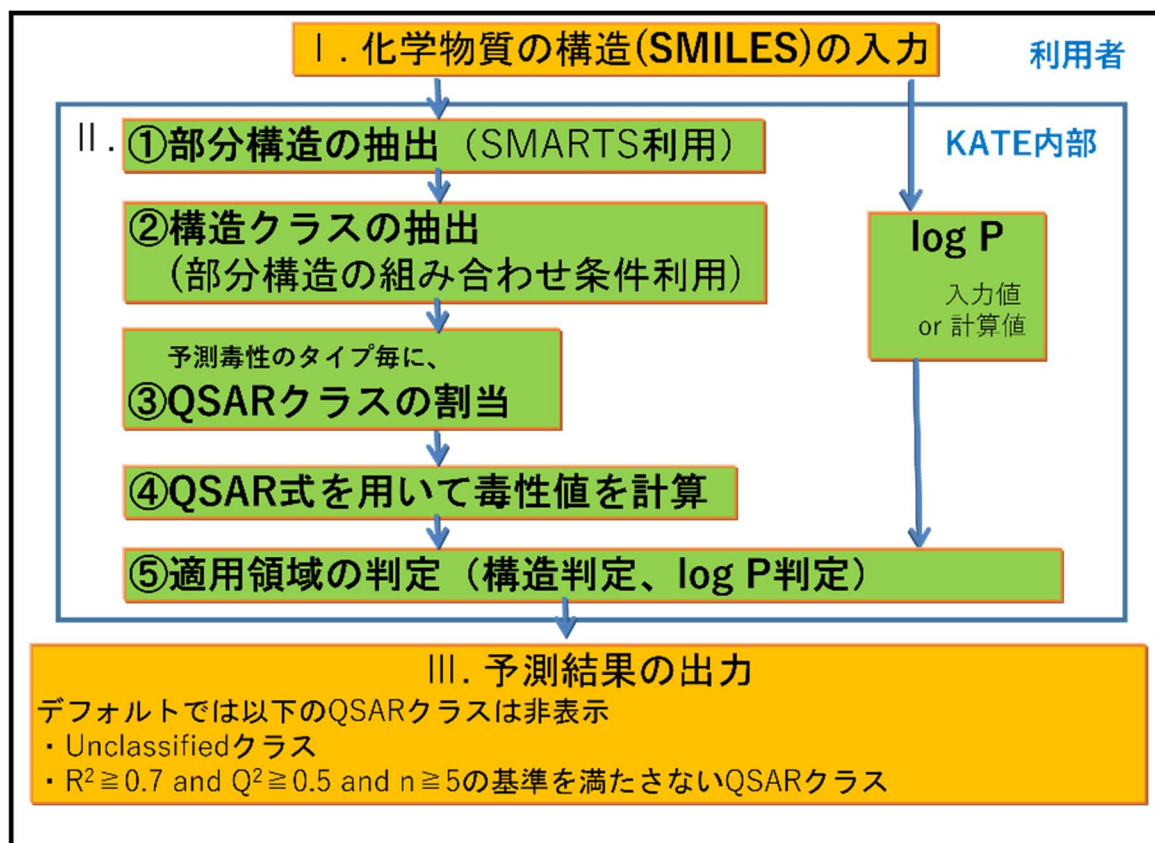 Ⅰ. 化学物質の構造(SMILES)の入力
利用者
Ⅱ.
KATE内部
①部分構造の抽出（SMARTS利用）
②構造クラスの抽出
(部分構造の組み合わせ条件利用)
log P
入力値
or 計算値
予測毒性のタイプ毎に、
③QSARクラスの割当
④QSAR式を用いて毒性値を計算
⑤適用領域の判定（構造判定、log P判定）
Ⅲ. 予測結果の出力
デフォルトでは以下のQSARクラスは非表示
・Unclassifiedクラス
・R²≧0.7 and Q²≧0.5 and n≧5の基準を満たさないQSARクラス